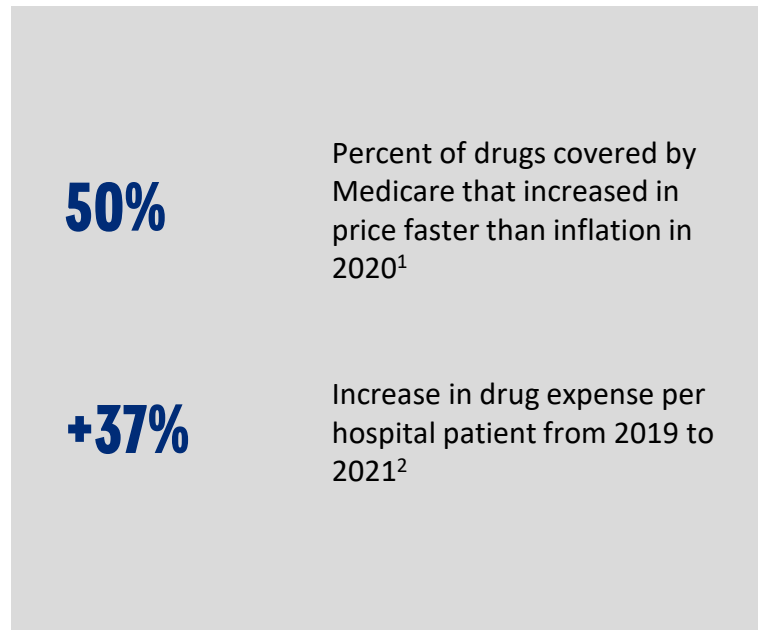 50%
Percent of drugs covered by
Medicare that increased in
price faster than inflation in
2020¹
+37%
Increase in drug expense per
hospital patient from 2019 to
2021²